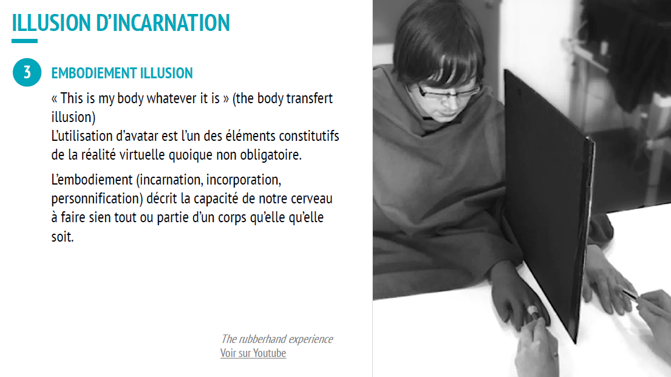 ILLUSION D'INCARNATION
3
EMBODIEMENT ILLUSION
« This is my body whatever it is » (the body transfert
illusion)
L'utilisation d'avatar est l'un des éléments constitutifs
de la réalité virtuelle quoique non obligatoire.
L'embodiement (incarnation, incorporation,
personnification) décrit la capacité de notre cerveau
à faire sien tout ou partie d'un corps qu'elle qu'elle
soit.
The rubberhand experience
Voir sur Youtube